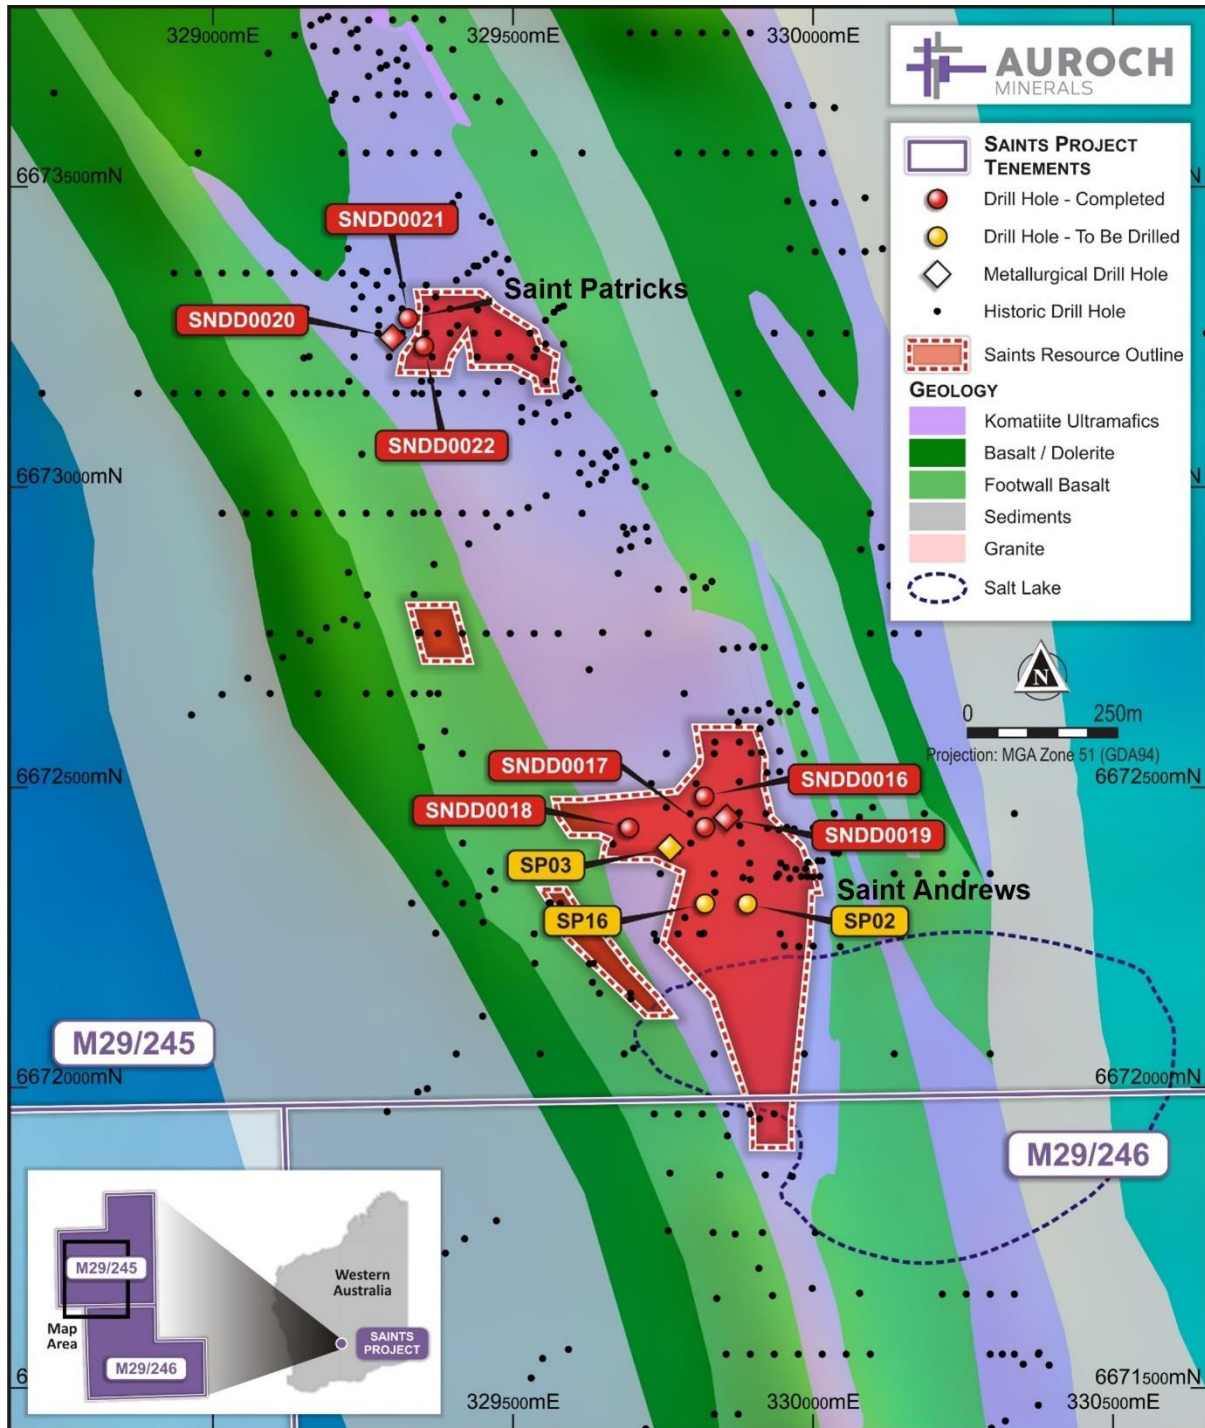 329000mE
329500mE
330000mE
AUROCH
MINERALS
SAINTS PROJECT
TENEMENTS
Drill Hole - Completed
Drill Hole - To Be Drilled
Metallurgical Drill Hole
Historic Drill Hole
Saints Resource Outline
GEOLOGY
Komatiite Ultramafics
Basalt / Dolerite
Footwall Basalt
Sediments
Granite
Salt Lake
6673500mN
N
SNDD0021
Saint Patricks
SNDD0020
SNDD0022
6673000mN
N
0 250m
Projection: MGA Zone 51 (GDA94)
6672500mN
6672500mN
SNDD0017
SNDD0016
SNDD0018
SNDD0019
SP03
Saint Andrews
SP16
SP02
M29/245
6672000mN
6672000mN
M29/246
M29/245
Map
Area
M29/246
Western
Australia
SAINTS
PROJECT
6671500mN
329500mE
330000mE
330500mE